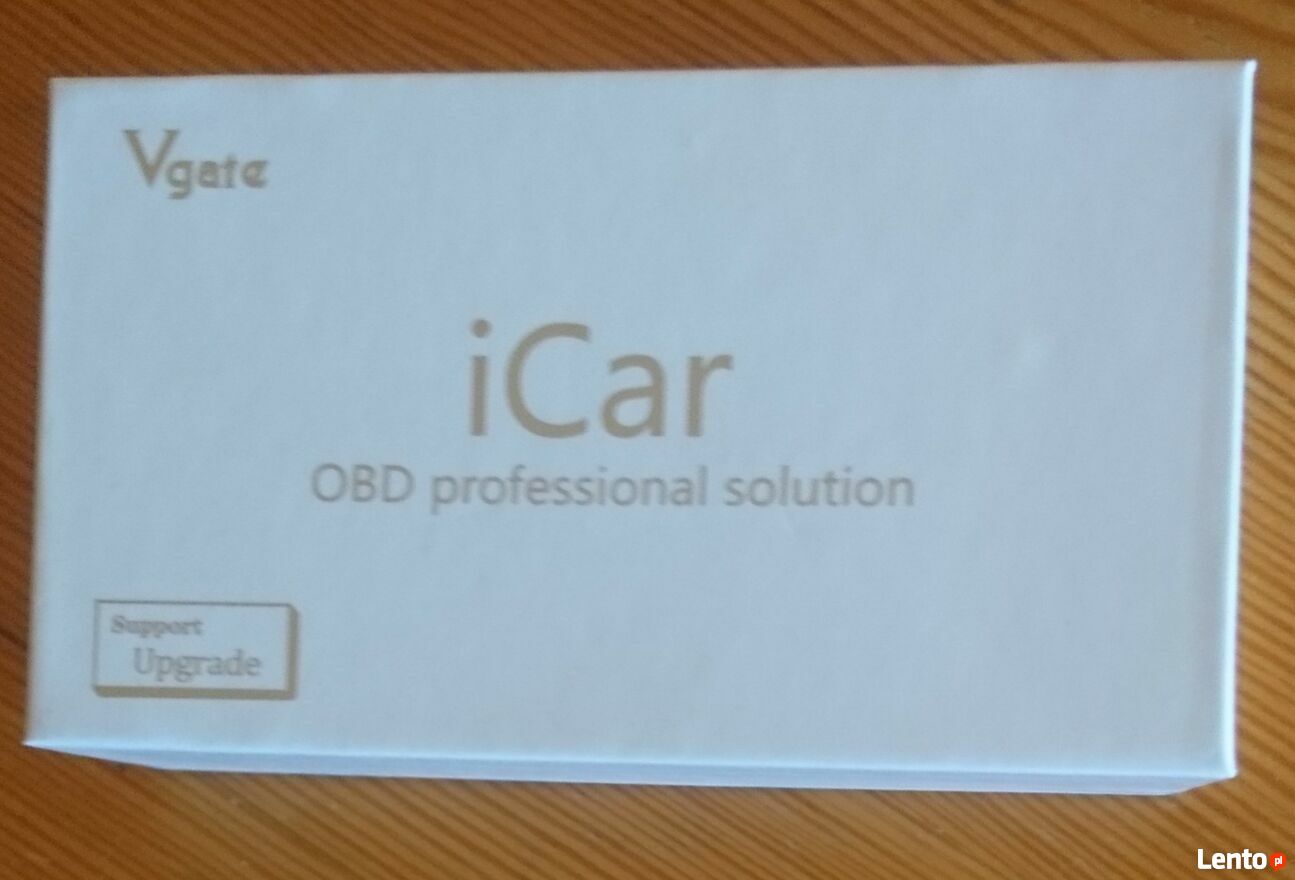 Vgate
iCar
OBD professional solution
Support
Upgrade
Lento pl